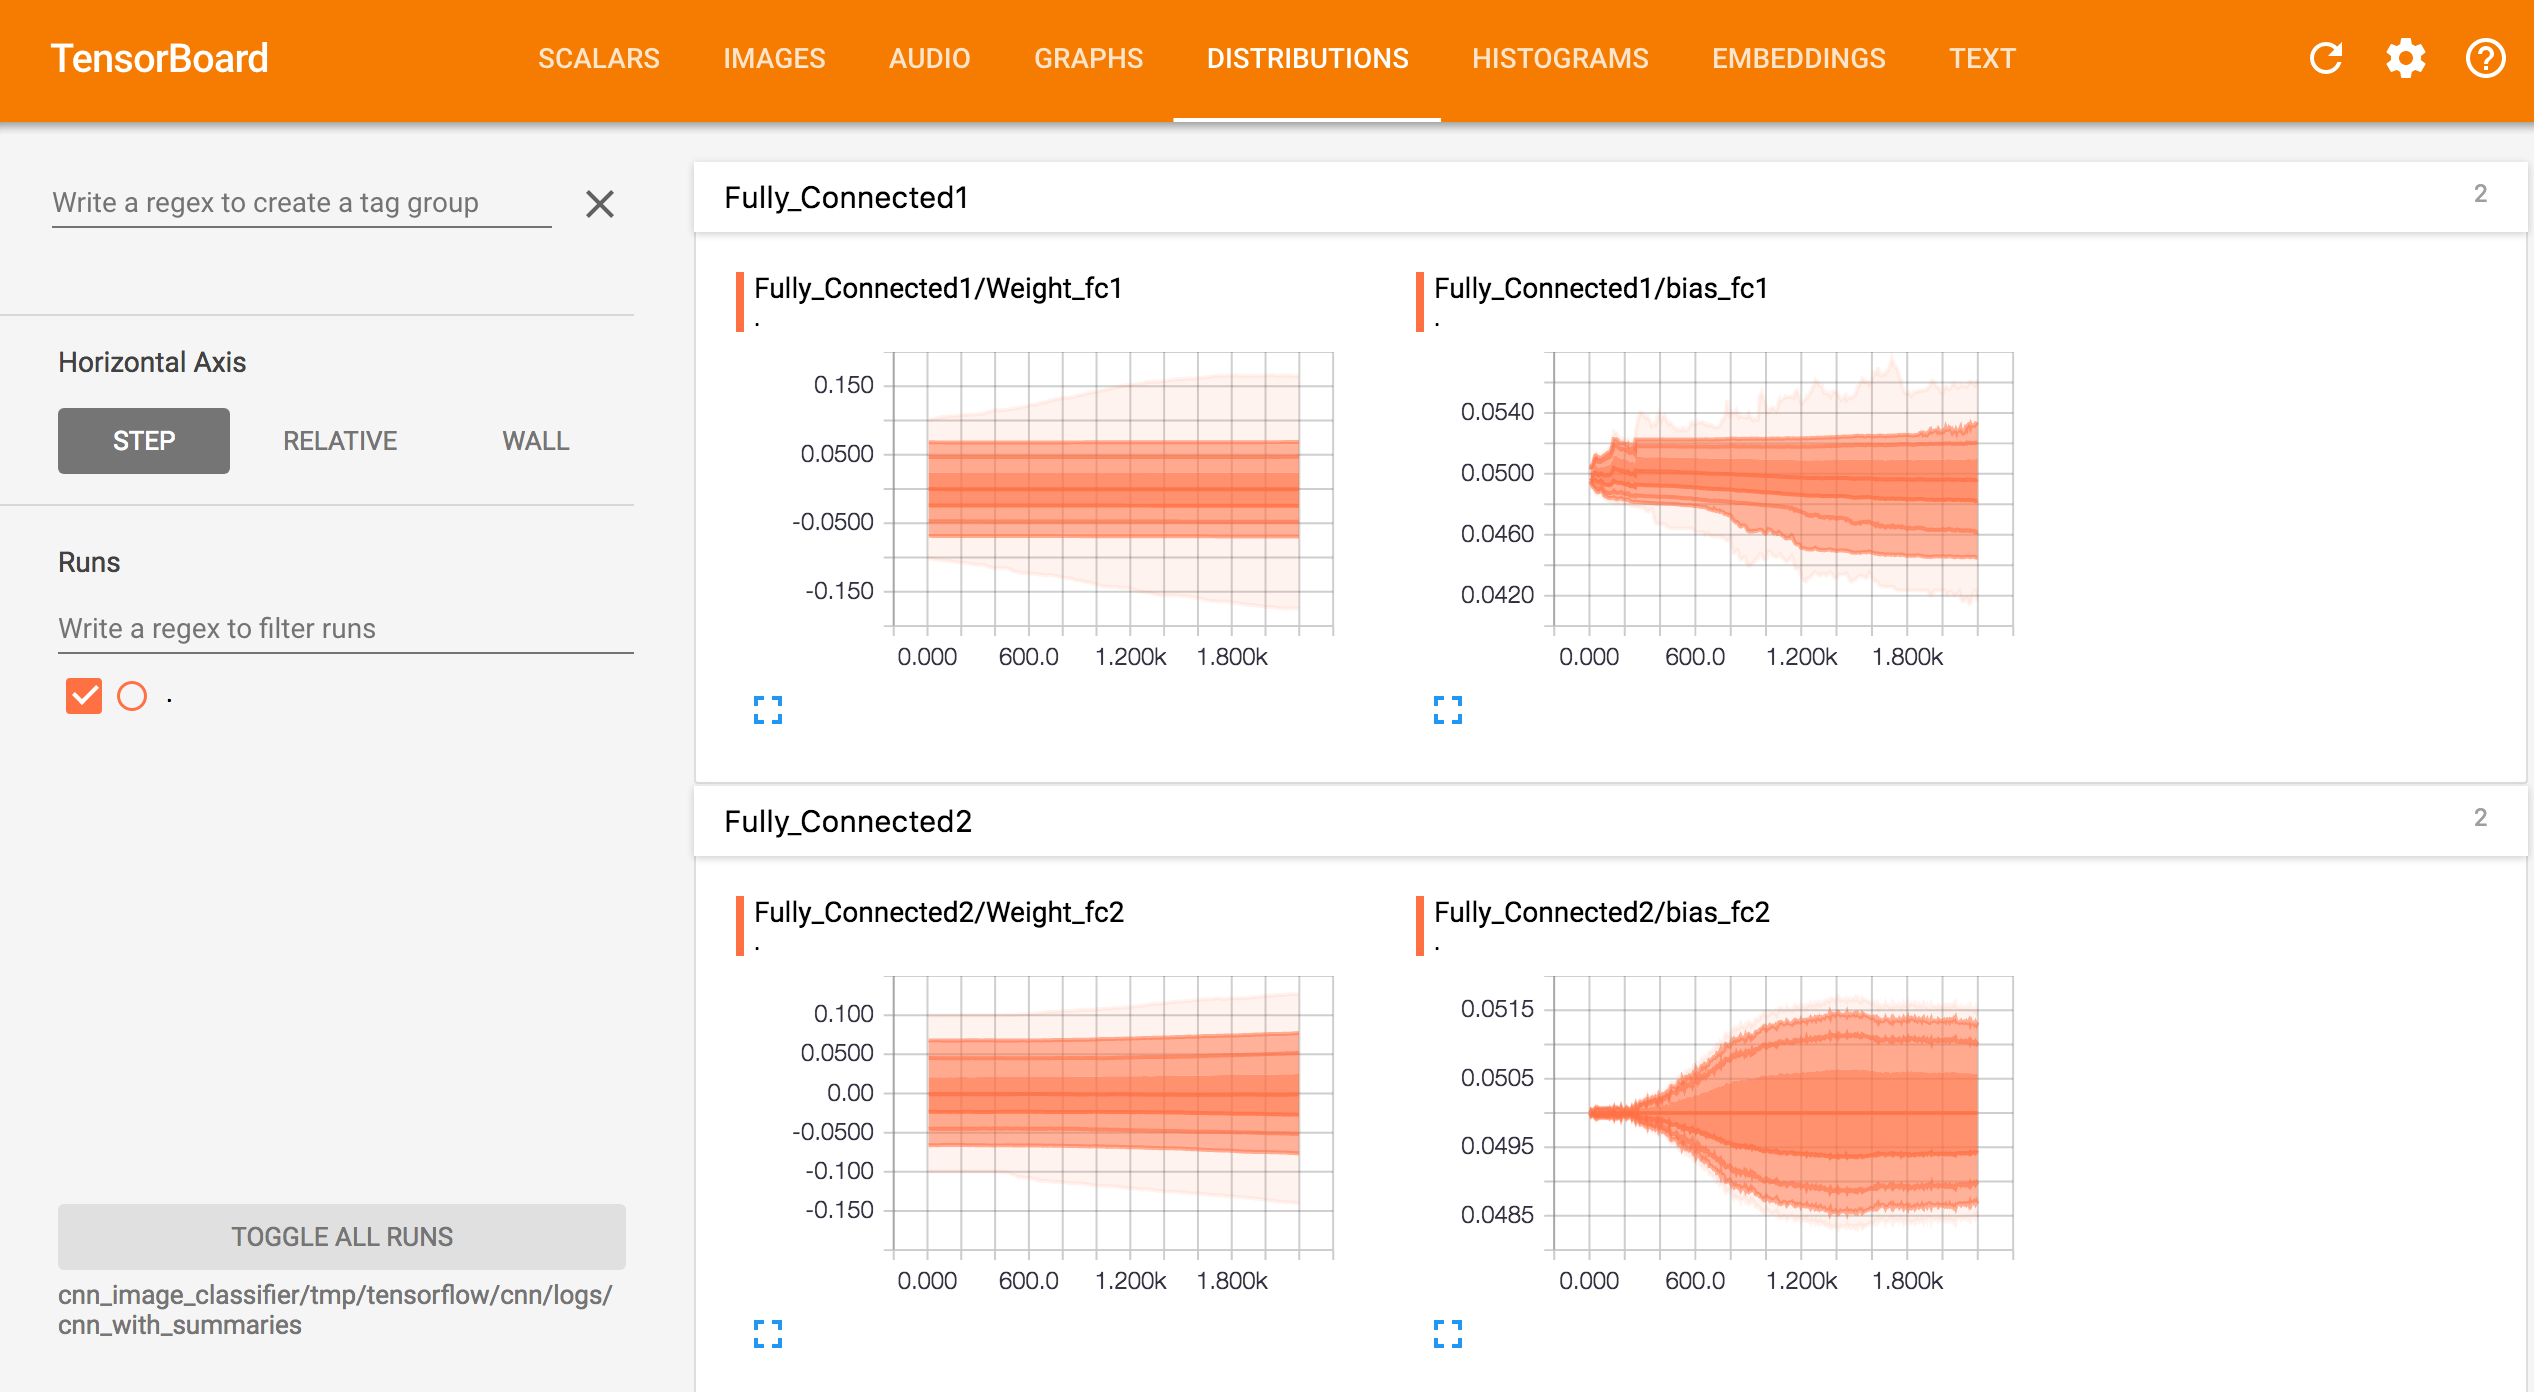 TensorBoard
SCALARS IMAGES AUDIO GRAPHS DISTRIBUTIONS HISTOGRAMS EMBEDDINGS TEXT
Write a regex to create a tag group
Horizontal Axis
STEP RELATIVE WALL
Runs
Write a regex to filter runs
.
TOGGLE ALL RUNS
cnn_image_classifier/tmp/tensorflow/cnn/logs/
cnn_with_summaries
Fully_Connected1 2
Fully_Connected1/Weight_fc1
.
0.150
0.0500
-0.0500
-0.150
0.000 600.0 1.200k 1.800k
Fully_Connected1/bias_fc1
.
0.0540
0.0500
0.0460
0.0420
0.000 600.0 1.200k 1.800k
Fully_Connected2 2
Fully_Connected2/Weight_fc2
.
0.100
0.0500
0.00
-0.0500
-0.100
-0.150
0.000 600.0 1.200k 1.800k
Fully_Connected2/bias_fc2
.
0.0515
0.0505
0.0495
0.0485
0.000 600.0 1.200k 1.800k